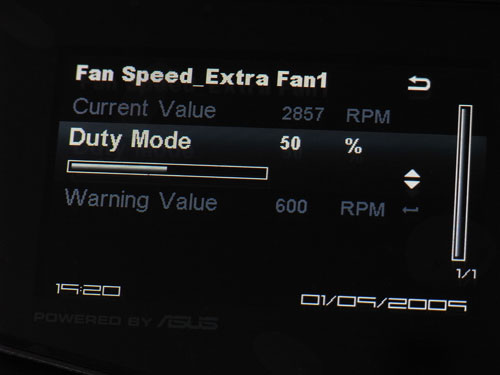 Fan Speed_Extra Fan1
Current Value 2857 RPM
Duty Mode 50 %
Warning Value 600 RPM
1/1
19:20 01/09/2009
POWERED BY ASUS